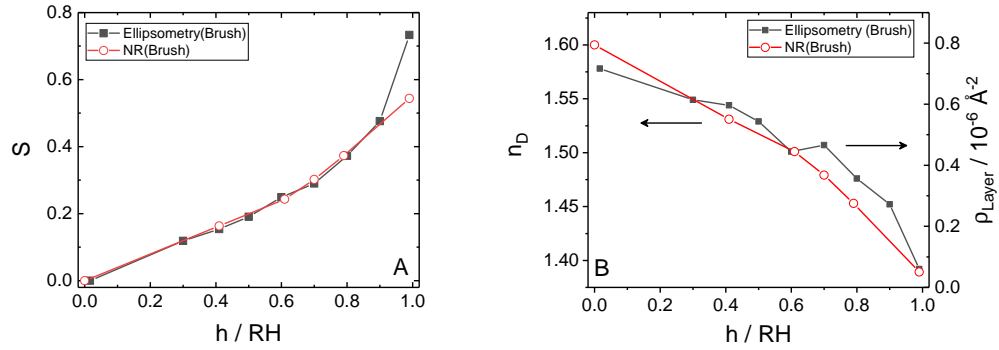 0.8
0.6
0.4
0.2
0.0
S
Ellipsometry(Brush)
NR(Brush)
A
0.0 0.2 0.4 0.6 0.8 1.0
h / RH
1.60
1.55
1.50
1.45
1.40
n_D
Ellipsometry (Brush)
NR(Brush)
B
0.8
0.6
0.4
0.2
0.0
ρ_Layer / 10⁻⁶ Å⁻²
0.0 0.2 0.4 0.6 0.8 1.0
h / RH